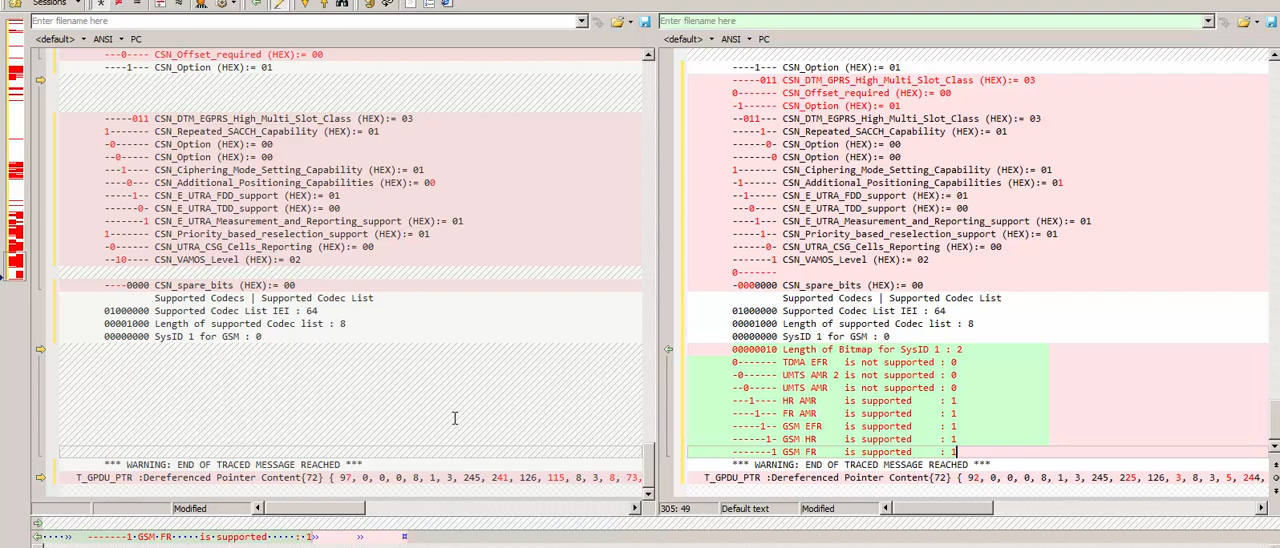 Sessions
Enter filename here
Enter filename here
<default> ANSI PC
<default> ANSI PC
---0---- CSN_Offset_required (HEX):= 00
----1--- CSN_Option (HEX):= 01
-----011 CSN_DTM_EGPRS_High_Multi_Slot_Class (HEX):= 03
1------- CSN_Repeated_SACCH_Capability (HEX):= 01
-0------ CSN_Option (HEX):= 00
--0----- CSN_Option (HEX):= 00
---1---- CSN_Ciphering_Mode_Setting_Capability (HEX):= 01
----0--- CSN_Additional_Positioning_Capabilities (HEX):= 00
-----1-- CSN_E_UTRA_FDD_support (HEX):= 01
------0- CSN_E_UTRA_TDD_support (HEX):= 00
-------1 CSN_E_UTRA_Measurement_and_Reporting_support (HEX):= 01
1------- CSN_Priority_based_reselection_support (HEX):= 01
-0------ CSN_UTRA_CSG_Cells_Reporting (HEX):= 00
--10---- CSN_VAMOS_Level (HEX):= 02
----0000 CSN_spare_bits (HEX):= 00
Supported Codecs | Supported Codec List
01000000 Supported Codec List IEI : 64
00001000 Length of supported Codec list : 8
00000000 SysID 1 for GSM : 0
*** WARNING: END OF TRACED MESSAGE REACHED ***
T_GPDU_PTR :Dereferenced Pointer Content{72} { 97, 0, 0, 0, 8, 1, 3, 245, 241, 126, 115, 8, 3, 8, 73,
Modified
----1--- CSN_Option (HEX):= 01
-----011 CSN_DTM_GPRS_High_Multi_Slot_Class (HEX):= 03
0------- CSN_Offset_required (HEX):= 00
-1------ CSN_Option (HEX):= 01
--011--- CSN_DTM_EGPRS_High_Multi_Slot_Class (HEX):= 03
-----1-- CSN_Repeated_SACCH_Capability (HEX):= 01
------0- CSN_Option (HEX):= 00
-------0 CSN_Option (HEX):= 00
1------- CSN_Ciphering_Mode_Setting_Capability (HEX):= 01
-1------ CSN_Additional_Positioning_Capabilities (HEX):= 01
--1----- CSN_E_UTRA_FDD_support (HEX):= 01
---0---- CSN_E_UTRA_TDD_support (HEX):= 00
----1--- CSN_E_UTRA_Measurement_and_Reporting_support (HEX):= 01
-----1-- CSN_Priority_based_reselection_support (HEX):= 01
------0- CSN_UTRA_CSG_Cells_Reporting (HEX):= 00
-------1 CSN_VAMOS_Level (HEX):= 02
0-------
-0000000 CSN_spare_bits (HEX):= 00
Supported Codecs | Supported Codec List
01000000 Supported Codec List IEI : 64
00001000 Length of supported Codec list : 8
00000000 SysID 1 for GSM : 0
00000010 Length of Bitmap for SysID 1 : 2
0------- TDMA EFR is not supported : 0
-0------ UMTS AMR 2 is not supported : 0
--0----- UMTS AMR is not supported : 0
---1---- HR AMR is supported : 1
----1--- FR AMR is supported : 1
-----1-- GSM EFR is supported : 1
------1- GSM HR is supported : 1
-------1 GSM FR is supported : 1
*** WARNING: END OF TRACED MESSAGE REACHED ***
T_GPDU_PTR :Dereferenced Pointer Content{72} { 92, 0, 0, 0, 8, 1, 3, 245, 225, 126, 3, 8, 3, 5, 244,
305: 49 Default text Modified
-------1·GSM·FR·····is·supported·····:·1